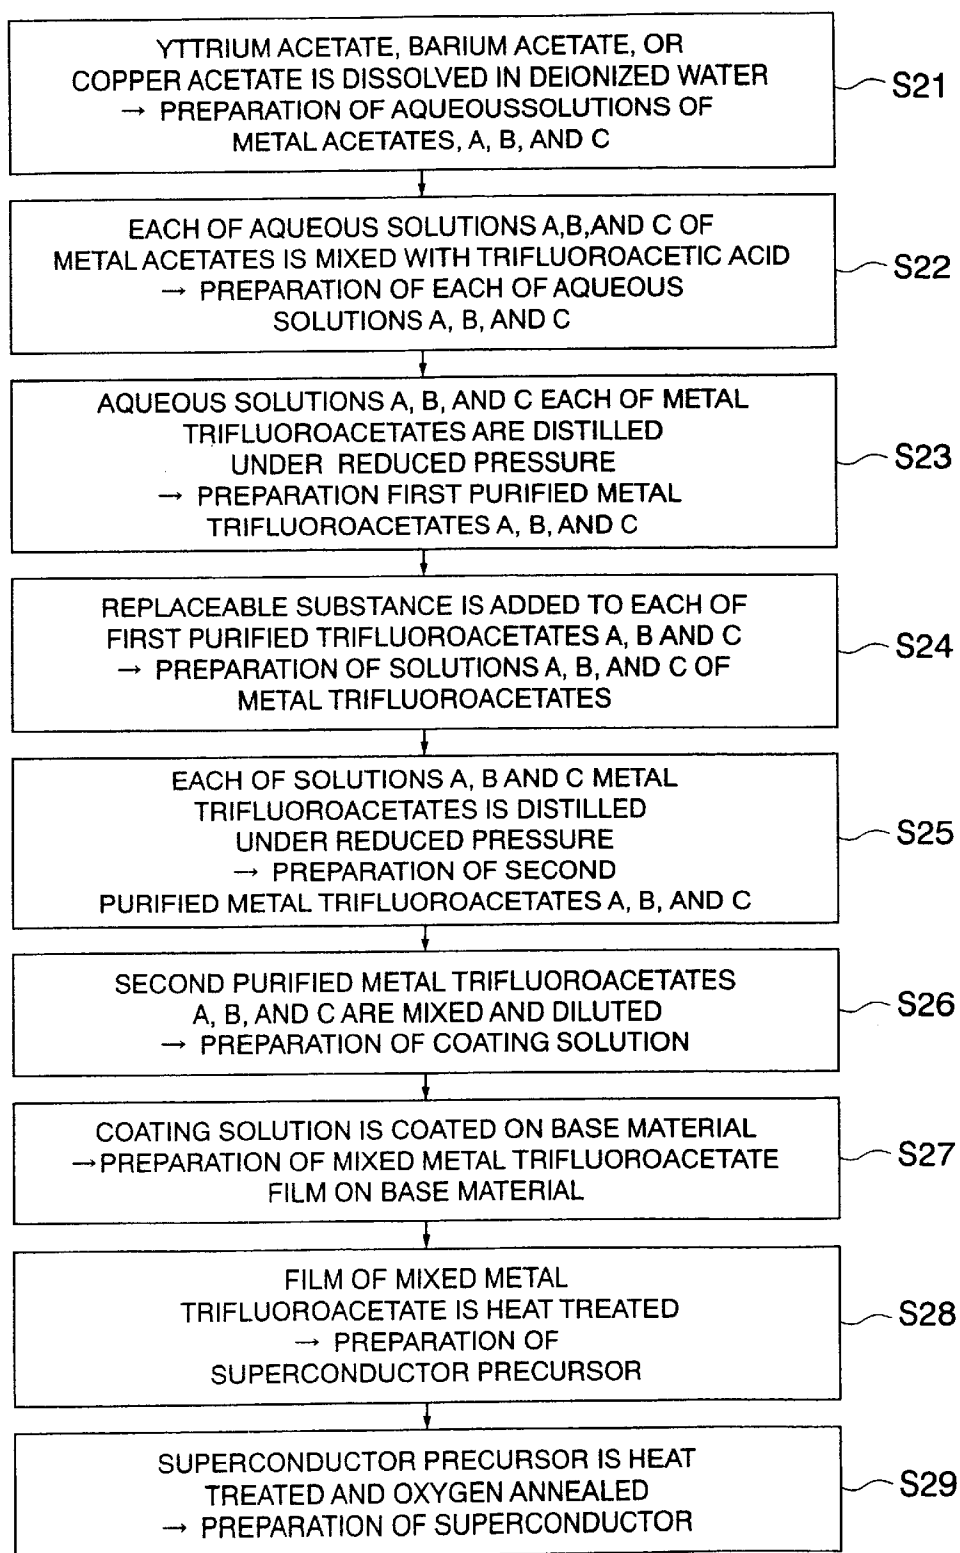 YTTRIUM ACETATE, BARIUM ACETATE, OR
COPPER ACETATE IS DISSOLVED IN DEIONIZED WATER
→ PREPARATION OF AQUEOUSSOLUTIONS OF
METAL ACETATES, A, B, AND C
S21
EACH OF AQUEOUS SOLUTIONS A,B,AND C OF
METAL ACETATES IS MIXED WITH TRIFLUOROACETIC ACID
→ PREPARATION OF EACH OF AQUEOUS
SOLUTIONS A, B, AND C
S22
AQUEOUS SOLUTIONS A, B, AND C EACH OF METAL
TRIFLUOROACETATES ARE DISTILLED
UNDER REDUCED PRESSURE
→ PREPARATION FIRST PURIFIED METAL
TRIFLUOROACETATES A, B, AND C
S23
REPLACEABLE SUBSTANCE IS ADDED TO EACH OF
FIRST PURIFIED TRIFLUOROACETATES A, B AND C
→ PREPARATION OF SOLUTIONS A, B, AND C OF
METAL TRIFLUOROACETATES
S24
EACH OF SOLUTIONS A, B AND C METAL
TRIFLUOROACETATES IS DISTILLED
UNDER REDUCED PRESSURE
→ PREPARATION OF SECOND
PURIFIED METAL TRIFLUOROACETATES A, B, AND C
S25
SECOND PURIFIED METAL TRIFLUOROACETATES
A, B, AND C ARE MIXED AND DILUTED
→ PREPARATION OF COATING SOLUTION
S26
COATING SOLUTION IS COATED ON BASE MATERIAL
→PREPARATION OF MIXED METAL TRIFLUOROACETATE
FILM ON BASE MATERIAL
S27
FILM OF MIXED METAL
TRIFLUOROACETATE IS HEAT TREATED
→ PREPARATION OF
SUPERCONDUCTOR PRECURSOR
S28
SUPERCONDUCTOR PRECURSOR IS HEAT
TREATED AND OXYGEN ANNEALED
→ PREPARATION OF SUPERCONDUCTOR
S29